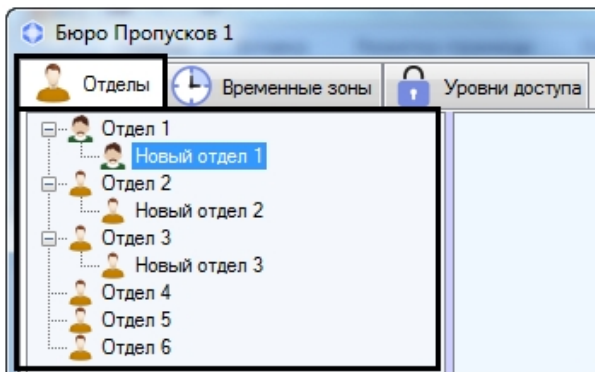 Бюро Пропусков 1
Отделы Временные зоны Уровни доступа
Отдел 1
Новый отдел 1
Отдел 2
Новый отдел 2
Отдел 3
Новый отдел 3
Отдел 4
Отдел 5
Отдел 6